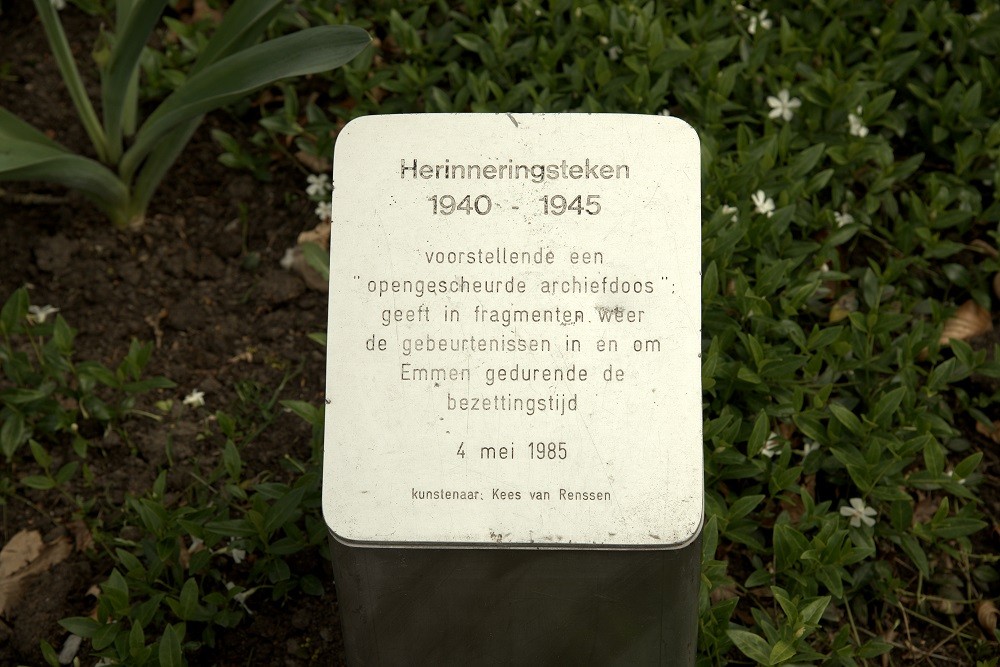 Herinneringsteken
1940 - 1945
voorstellende een
"opengescheurde archiefdoos":
geeft in fragmenten weer
de gebeurtenissen in en om
Emmen gedurende de
bezettingstijd
4 mei 1985
kunstenaar: Kees van Renssen